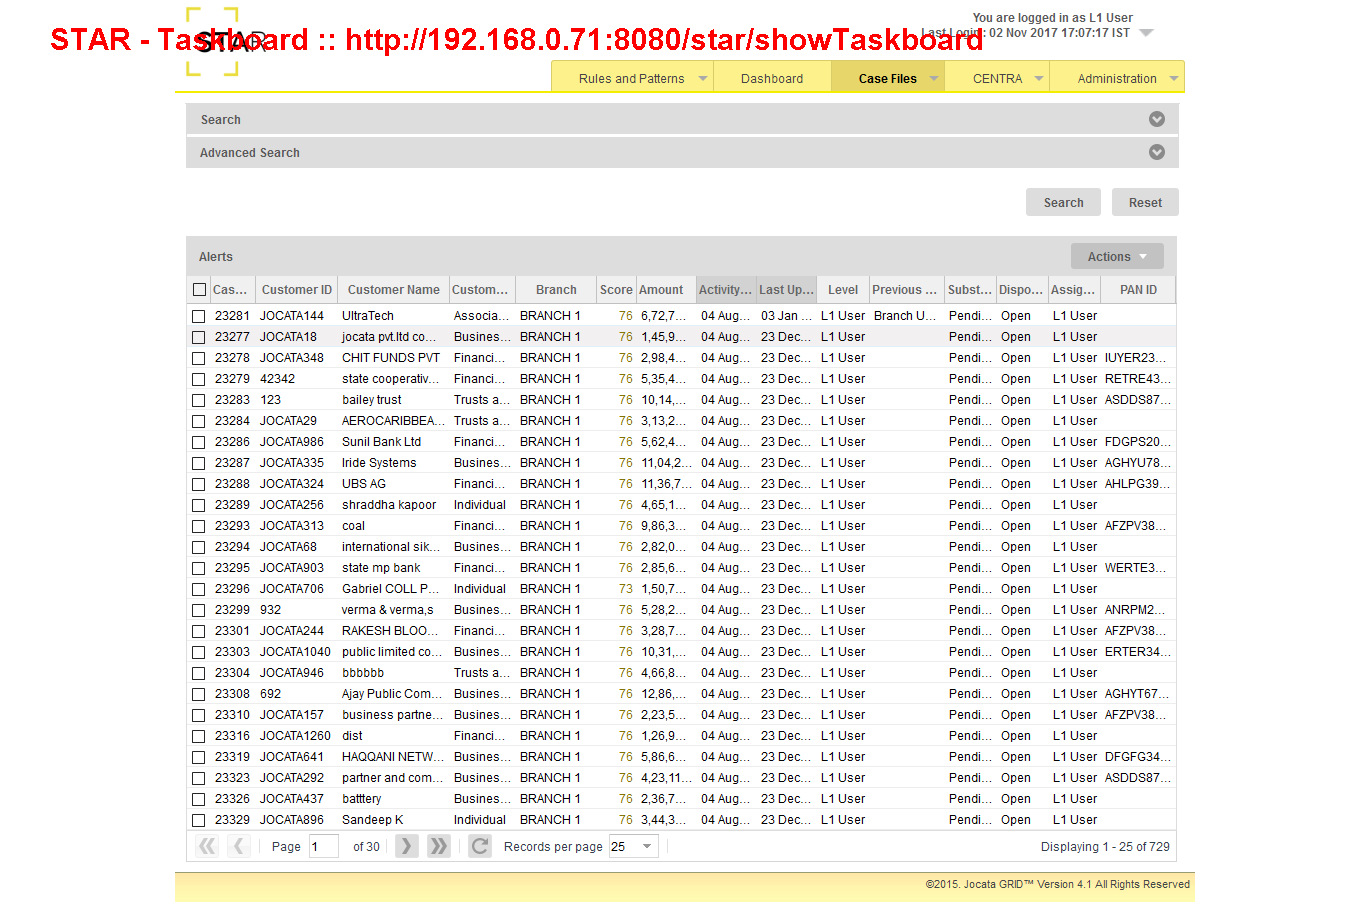 You are logged in as L1 User
STAR - Taskboard :: http://192.168.0.71:8080/star/showTaskboard
STAR
Last Login : 02 Nov 2017 17:07:17 IST
Rules and Patterns Dashboard Case Files CENTRA Administration
Search
Advanced Search
Search Reset
Alerts Actions
Cas... Customer ID Customer Name Custom... Branch Score Amount Activity... Last Up... Level Previous ... Subst... Dispo... Assig... PAN ID
23281 JOCATA144 UltraTech Associa... BRANCH 1 76 6,72,7... 04 Aug... 03 Jan ... L1 User Branch U... Pendi... Open L1 User
23277 JOCATA18 jocata pvt.ltd co... Busines... BRANCH 1 76 1,45,9... 04 Aug... 23 Dec... L1 User Pendi... Open L1 User
23278 JOCATA348 CHIT FUNDS PVT Financi... BRANCH 1 76 2,98,4... 04 Aug... 23 Dec... L1 User Pendi... Open L1 User IUYER23...
23279 42342 state cooperativ... Financi... BRANCH 1 76 5,35,4... 04 Aug... 23 Dec... L1 User Pendi... Open L1 User RETRE43...
23283 123 bailey trust Trusts a... BRANCH 1 76 10,14,... 04 Aug... 23 Dec... L1 User Pendi... Open L1 User ASDDS87...
23284 JOCATA29 AEROCARIBBEA... Trusts a... BRANCH 1 76 3,13,2... 04 Aug... 23 Dec... L1 User Pendi... Open L1 User
23286 JOCATA986 Sunil Bank Ltd Financi... BRANCH 1 76 5,62,4... 04 Aug... 23 Dec... L1 User Pendi... Open L1 User FDGPS20...
23287 JOCATA335 Iride Systems Busines... BRANCH 1 76 11,04,2... 04 Aug... 23 Dec... L1 User Pendi... Open L1 User AGHYU78...
23288 JOCATA324 UBS AG Financi... BRANCH 1 76 11,36,7... 04 Aug... 23 Dec... L1 User Pendi... Open L1 User AHLPG39...
23289 JOCATA256 shraddha kapoor Individual BRANCH 1 76 4,65,1... 04 Aug... 23 Dec... L1 User Pendi... Open L1 User
23293 JOCATA313 coal Financi... BRANCH 1 76 9,86,3... 04 Aug... 23 Dec... L1 User Pendi... Open L1 User AFZPV38...
23294 JOCATA68 international sik... Busines... BRANCH 1 76 2,82,0... 04 Aug... 23 Dec... L1 User Pendi... Open L1 User
23295 JOCATA903 state mp bank Financi... BRANCH 1 76 2,85,6... 04 Aug... 23 Dec... L1 User Pendi... Open L1 User WERTE3...
23296 JOCATA706 Gabriel COLL P... Individual BRANCH 1 73 1,50,7... 04 Aug... 23 Dec... L1 User Pendi... Open L1 User
23299 932 verma & verma,s Busines... BRANCH 1 76 5,28,2... 04 Aug... 23 Dec... L1 User Pendi... Open L1 User ANRPM2...
23301 JOCATA244 RAKESH BLOO... Financi... BRANCH 1 76 3,28,7... 04 Aug... 23 Dec... L1 User Pendi... Open L1 User AFZPV38...
23303 JOCATA1040 public limited co... Busines... BRANCH 1 76 10,31,... 04 Aug... 23 Dec... L1 User Pendi... Open L1 User ERTER34...
23304 JOCATA946 bbbbbb Trusts a... BRANCH 1 76 4,66,8... 04 Aug... 23 Dec... L1 User Pendi... Open L1 User
23308 692 Ajay Public Com... Busines... BRANCH 1 76 12,86,... 04 Aug... 23 Dec... L1 User Pendi... Open L1 User AGHYT67...
23310 JOCATA157 business partne... Busines... BRANCH 1 76 2,23,5... 04 Aug... 23 Dec... L1 User Pendi... Open L1 User AFZPV38...
23316 JOCATA1260 dist Financi... BRANCH 1 76 1,26,9... 04 Aug... 23 Dec... L1 User Pendi... Open L1 User
23319 JOCATA641 HAQQANI NETW... Busines... BRANCH 1 76 5,86,6... 04 Aug... 23 Dec... L1 User Pendi... Open L1 User DFGFG34...
23323 JOCATA292 partner and com... Busines... BRANCH 1 76 4,23,11... 04 Aug... 23 Dec... L1 User Pendi... Open L1 User ASDDS87...
23326 JOCATA437 batttery Busines... BRANCH 1 76 2,36,7... 04 Aug... 23 Dec... L1 User Pendi... Open L1 User
23329 JOCATA896 Sandeep K Individual BRANCH 1 76 3,44,3... 04 Aug... 23 Dec... L1 User Pendi... Open L1 User
Page 1 of 30 Records per page 25 Displaying 1 - 25 of 729
©2015. Jocata GRID™ Version 4.1 All Rights Reserved